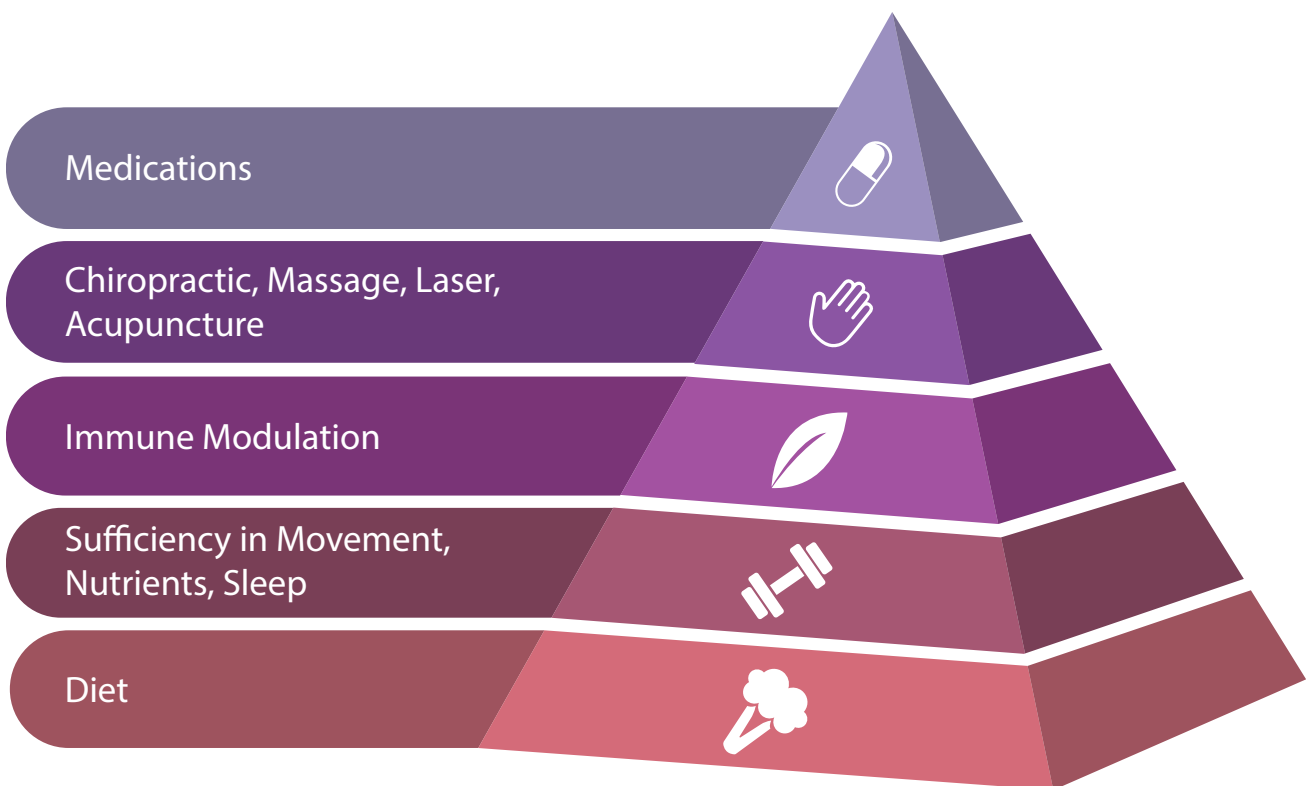 Medications
Chiropractic, Massage, Laser,
Acupuncture
Immune Modulation
Sufficiency in Movement,
Nutrients, Sleep
Diet